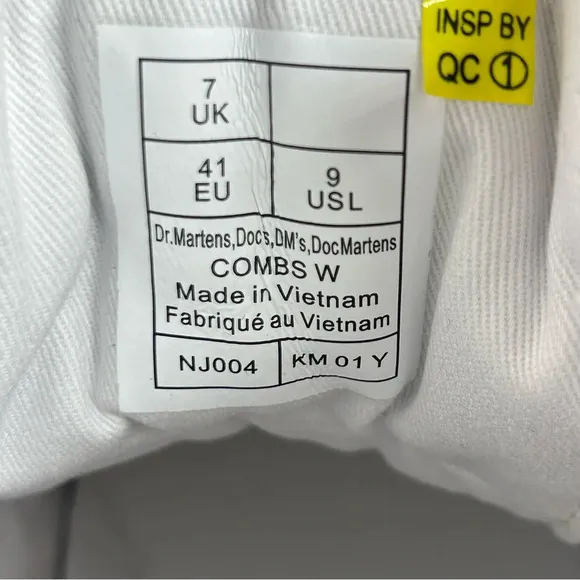 INSP BY
QC ①
7
UK
41
EU
9
USL
Dr.Martens,Doc's,DM's,DocMartens
COMBS W
Made in Vietnam
Fabriqué au Vietnam
NJ004
KM 01 Y